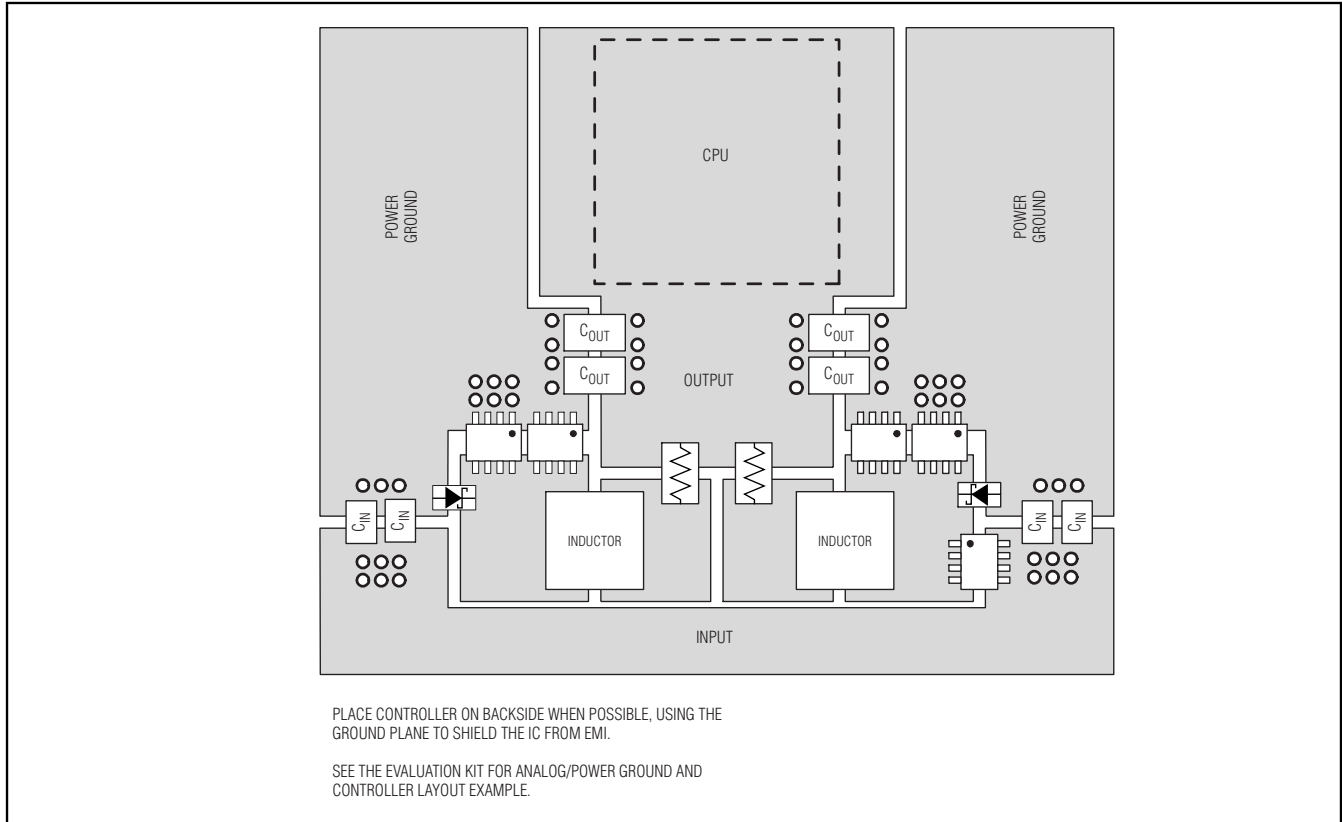 CPU
POWER
GROUND
POWER
GROUND
COUT
COUT
COUT
COUT
OUTPUT
CIN
CIN
INDUCTOR
INDUCTOR
CIN
CIN
INPUT
PLACE CONTROLLER ON BACKSIDE WHEN POSSIBLE, USING THE
GROUND PLANE TO SHIELD THE IC FROM EMI.
SEE THE EVALUATION KIT FOR ANALOG/POWER GROUND AND
CONTROLLER LAYOUT EXAMPLE.